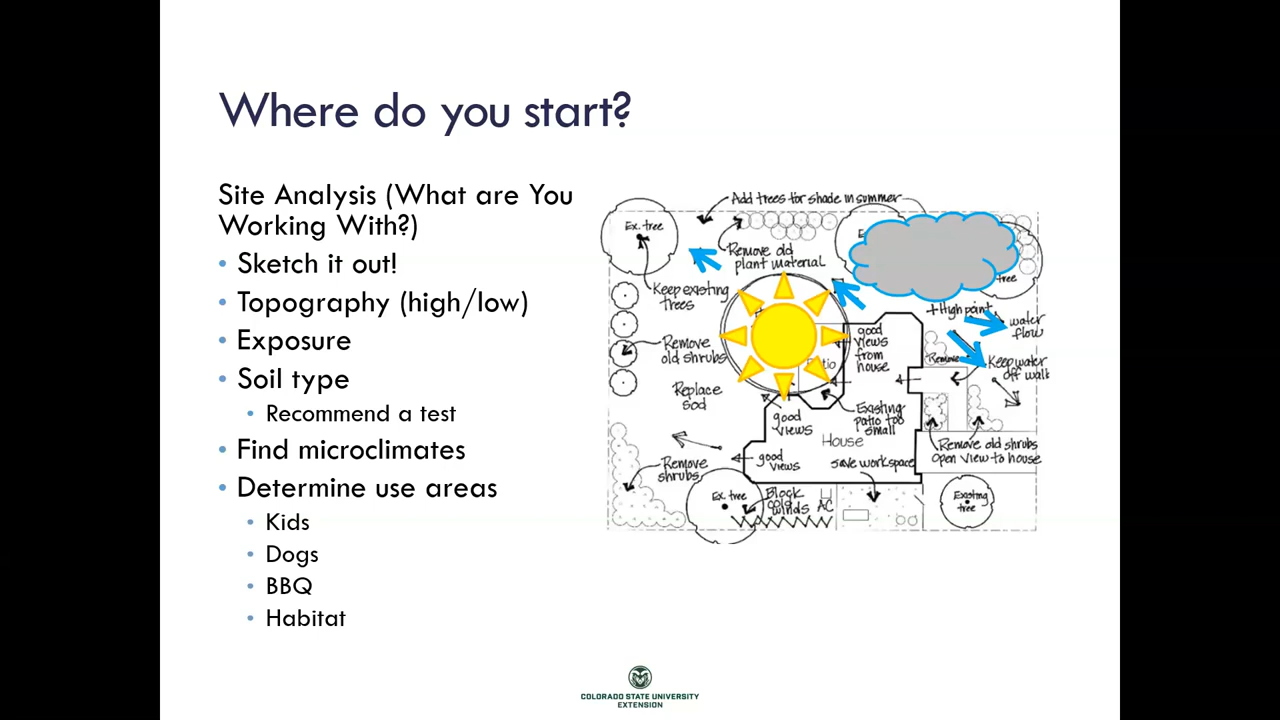 Where do you start?
Site Analysis (What are You
Working With?)
• Sketch it out!
• Topography (high/low)
• Exposure
• Soil type
• Recommend a test
• Find microclimates
• Determine use areas
• Kids
• Dogs
• BBQ
• Habitat
Add trees for shade in summer
Ex. tree
Remove old
plant material
Keep existing
trees
tree
+High point
water
flow
Remove
old shrubs
good
views
from
house
Remove
Keep water
off walk
Replace
sod
good
views
Existing
patio too
small
House
Remove old shrubs
Open view to house
good
views
save workspace
Remove
shrubs
Ex. tree
Block
cold
winds
AC
Existing
tree
COLORADO STATE UNIVERSITY
EXTENSION